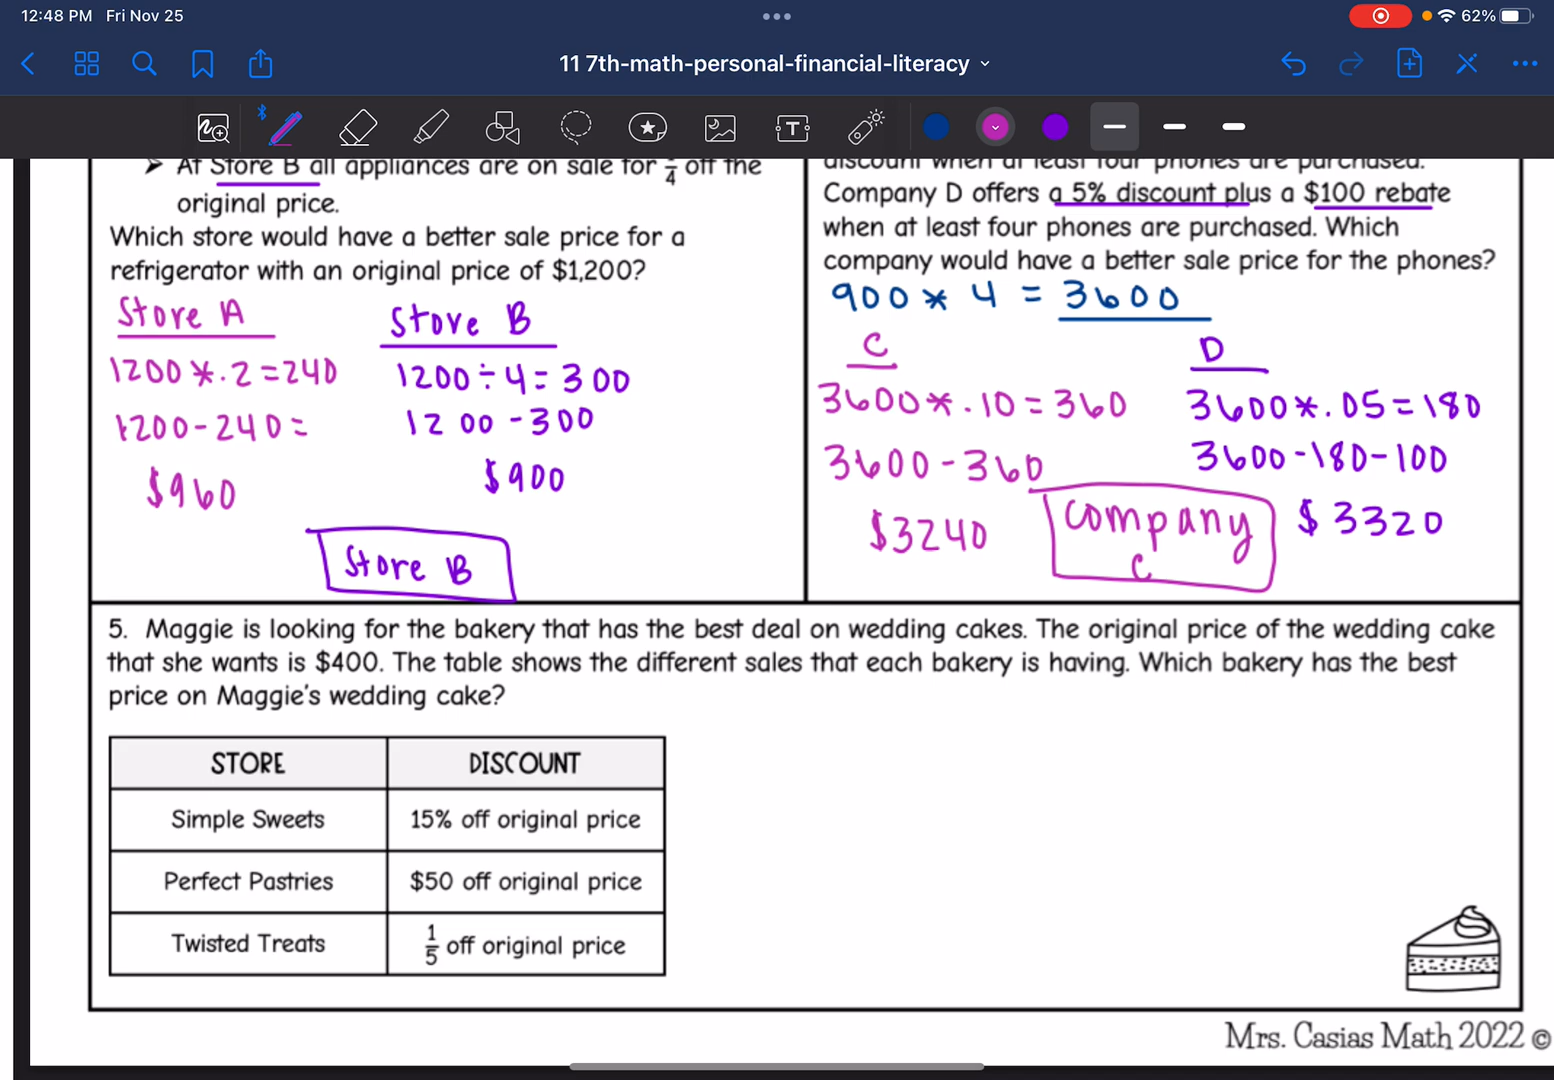 12:48 PM Fri Nov 25
62%
11 7th-math-personal-financial-literacy
T
➤ At Store B all appliances are on sale for 1/4 off the
original price.
Which store would have a better sale price for a
refrigerator with an original price of $1,200?
Store A
1200 * .2 = 240
1200 - 240 =
$960
Store B
1200 ÷ 4 = 300
1200 - 300
$900
Store B
discount when at least four phones are purchased.
Company D offers a 5% discount plus a $100 rebate
when at least four phones are purchased. Which
company would have a better sale price for the phones?
900 * 4 = 3600
C
3600 * .10 = 360
3600 - 360
$3240
D
3600 * .05 = 180
3600 - 180 - 100
$3320
Company
C
5. Maggie is looking for the bakery that has the best deal on wedding cakes. The original price of the wedding cake
that she wants is $400. The table shows the different sales that each bakery is having. Which bakery has the best
price on Maggie's wedding cake?
STORE DISCOUNT
Simple Sweets 15% off original price
Perfect Pastries $50 off original price
Twisted Treats 1/5 off original price
Mrs. Casias Math 2022 ©